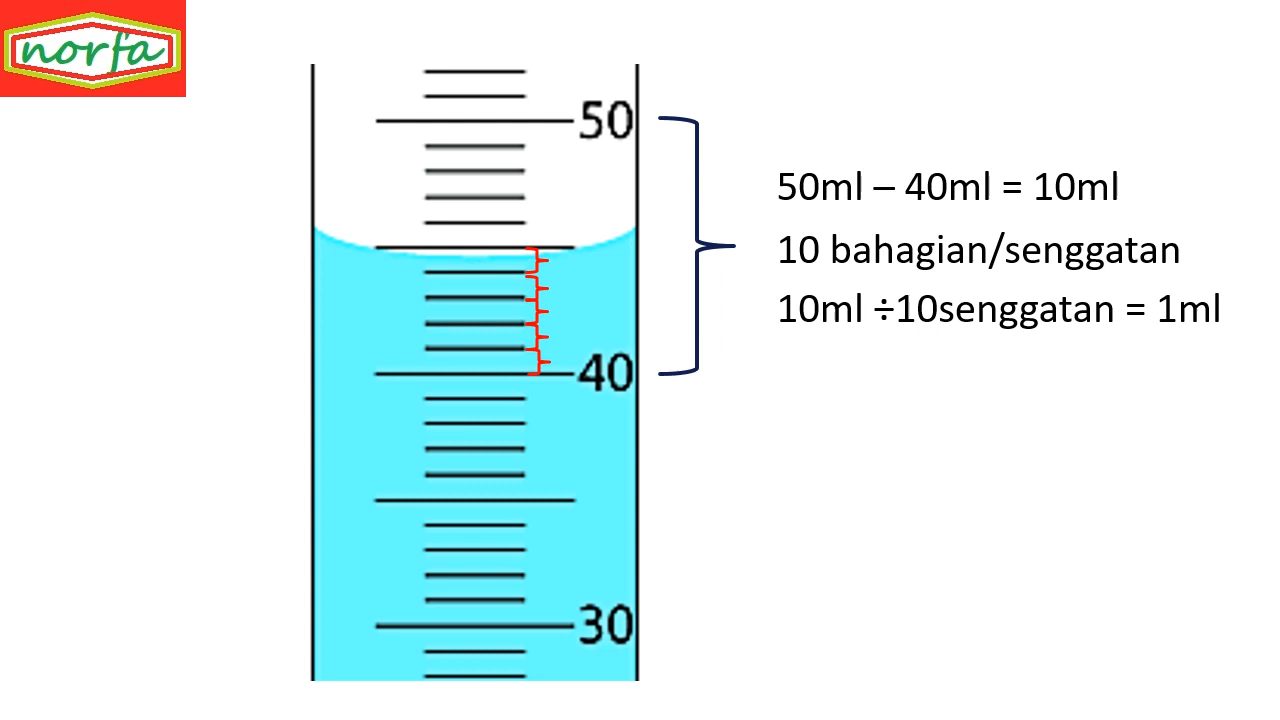 norfa
50
40
30
50ml – 40ml = 10ml
10 bahagian/senggatan
10ml ÷10senggatan = 1ml